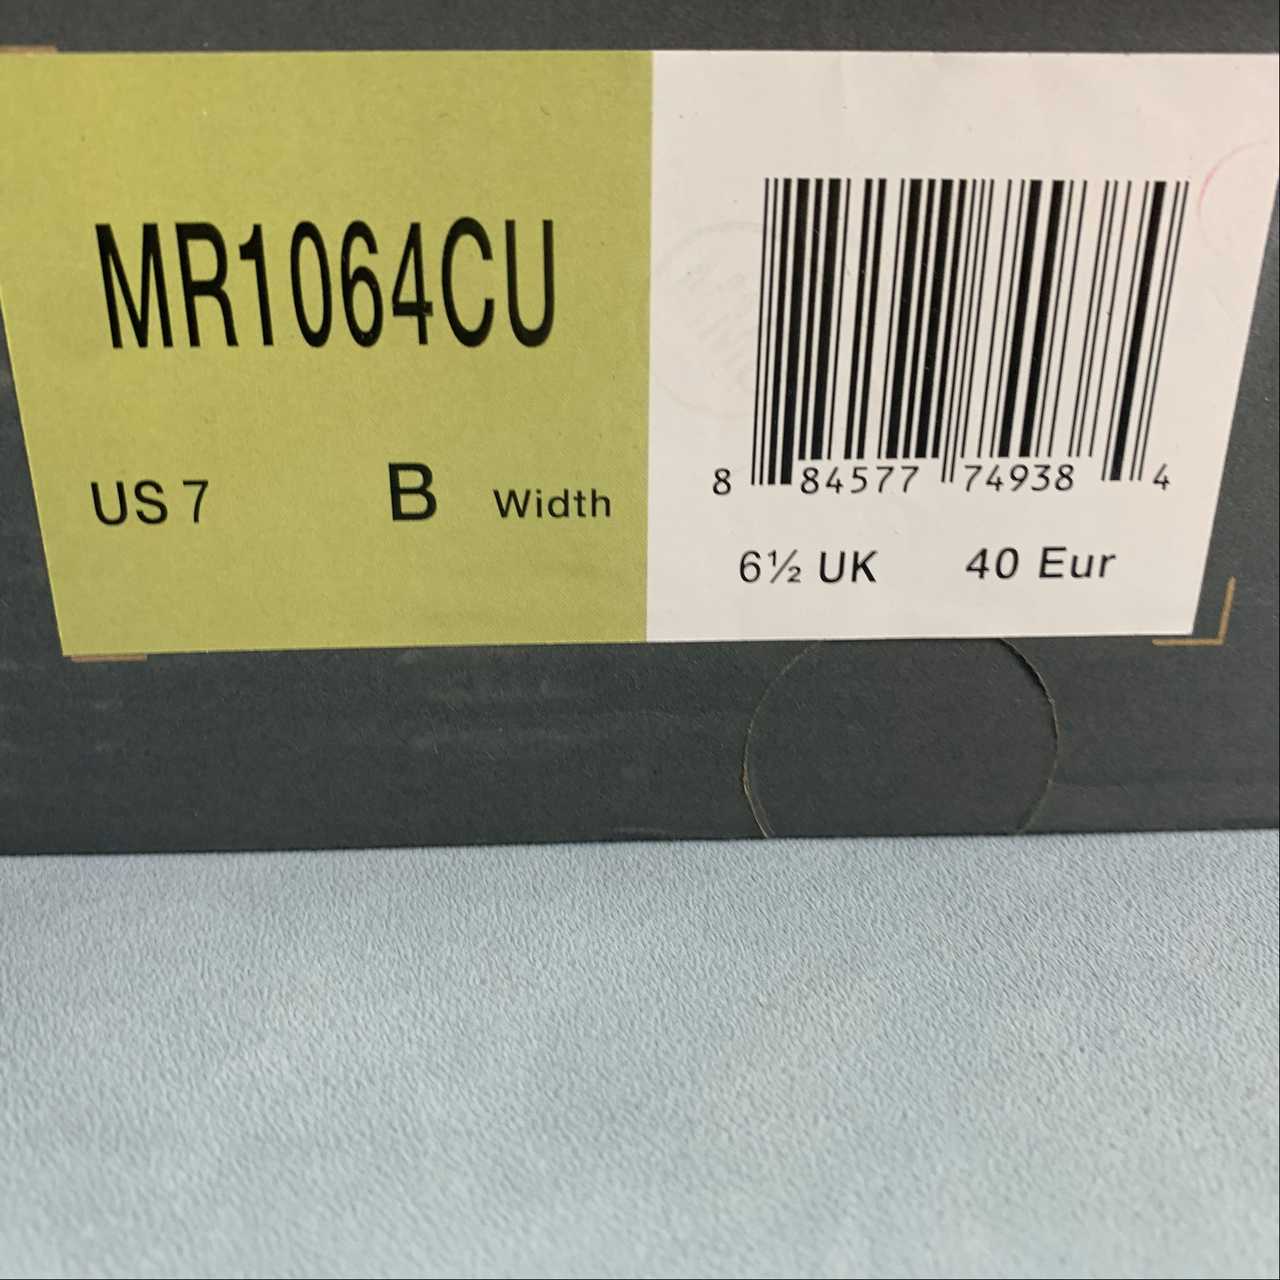 MR1064CU
US 7 B Width
8 84577 74938 4
6½ UK 40 Eur